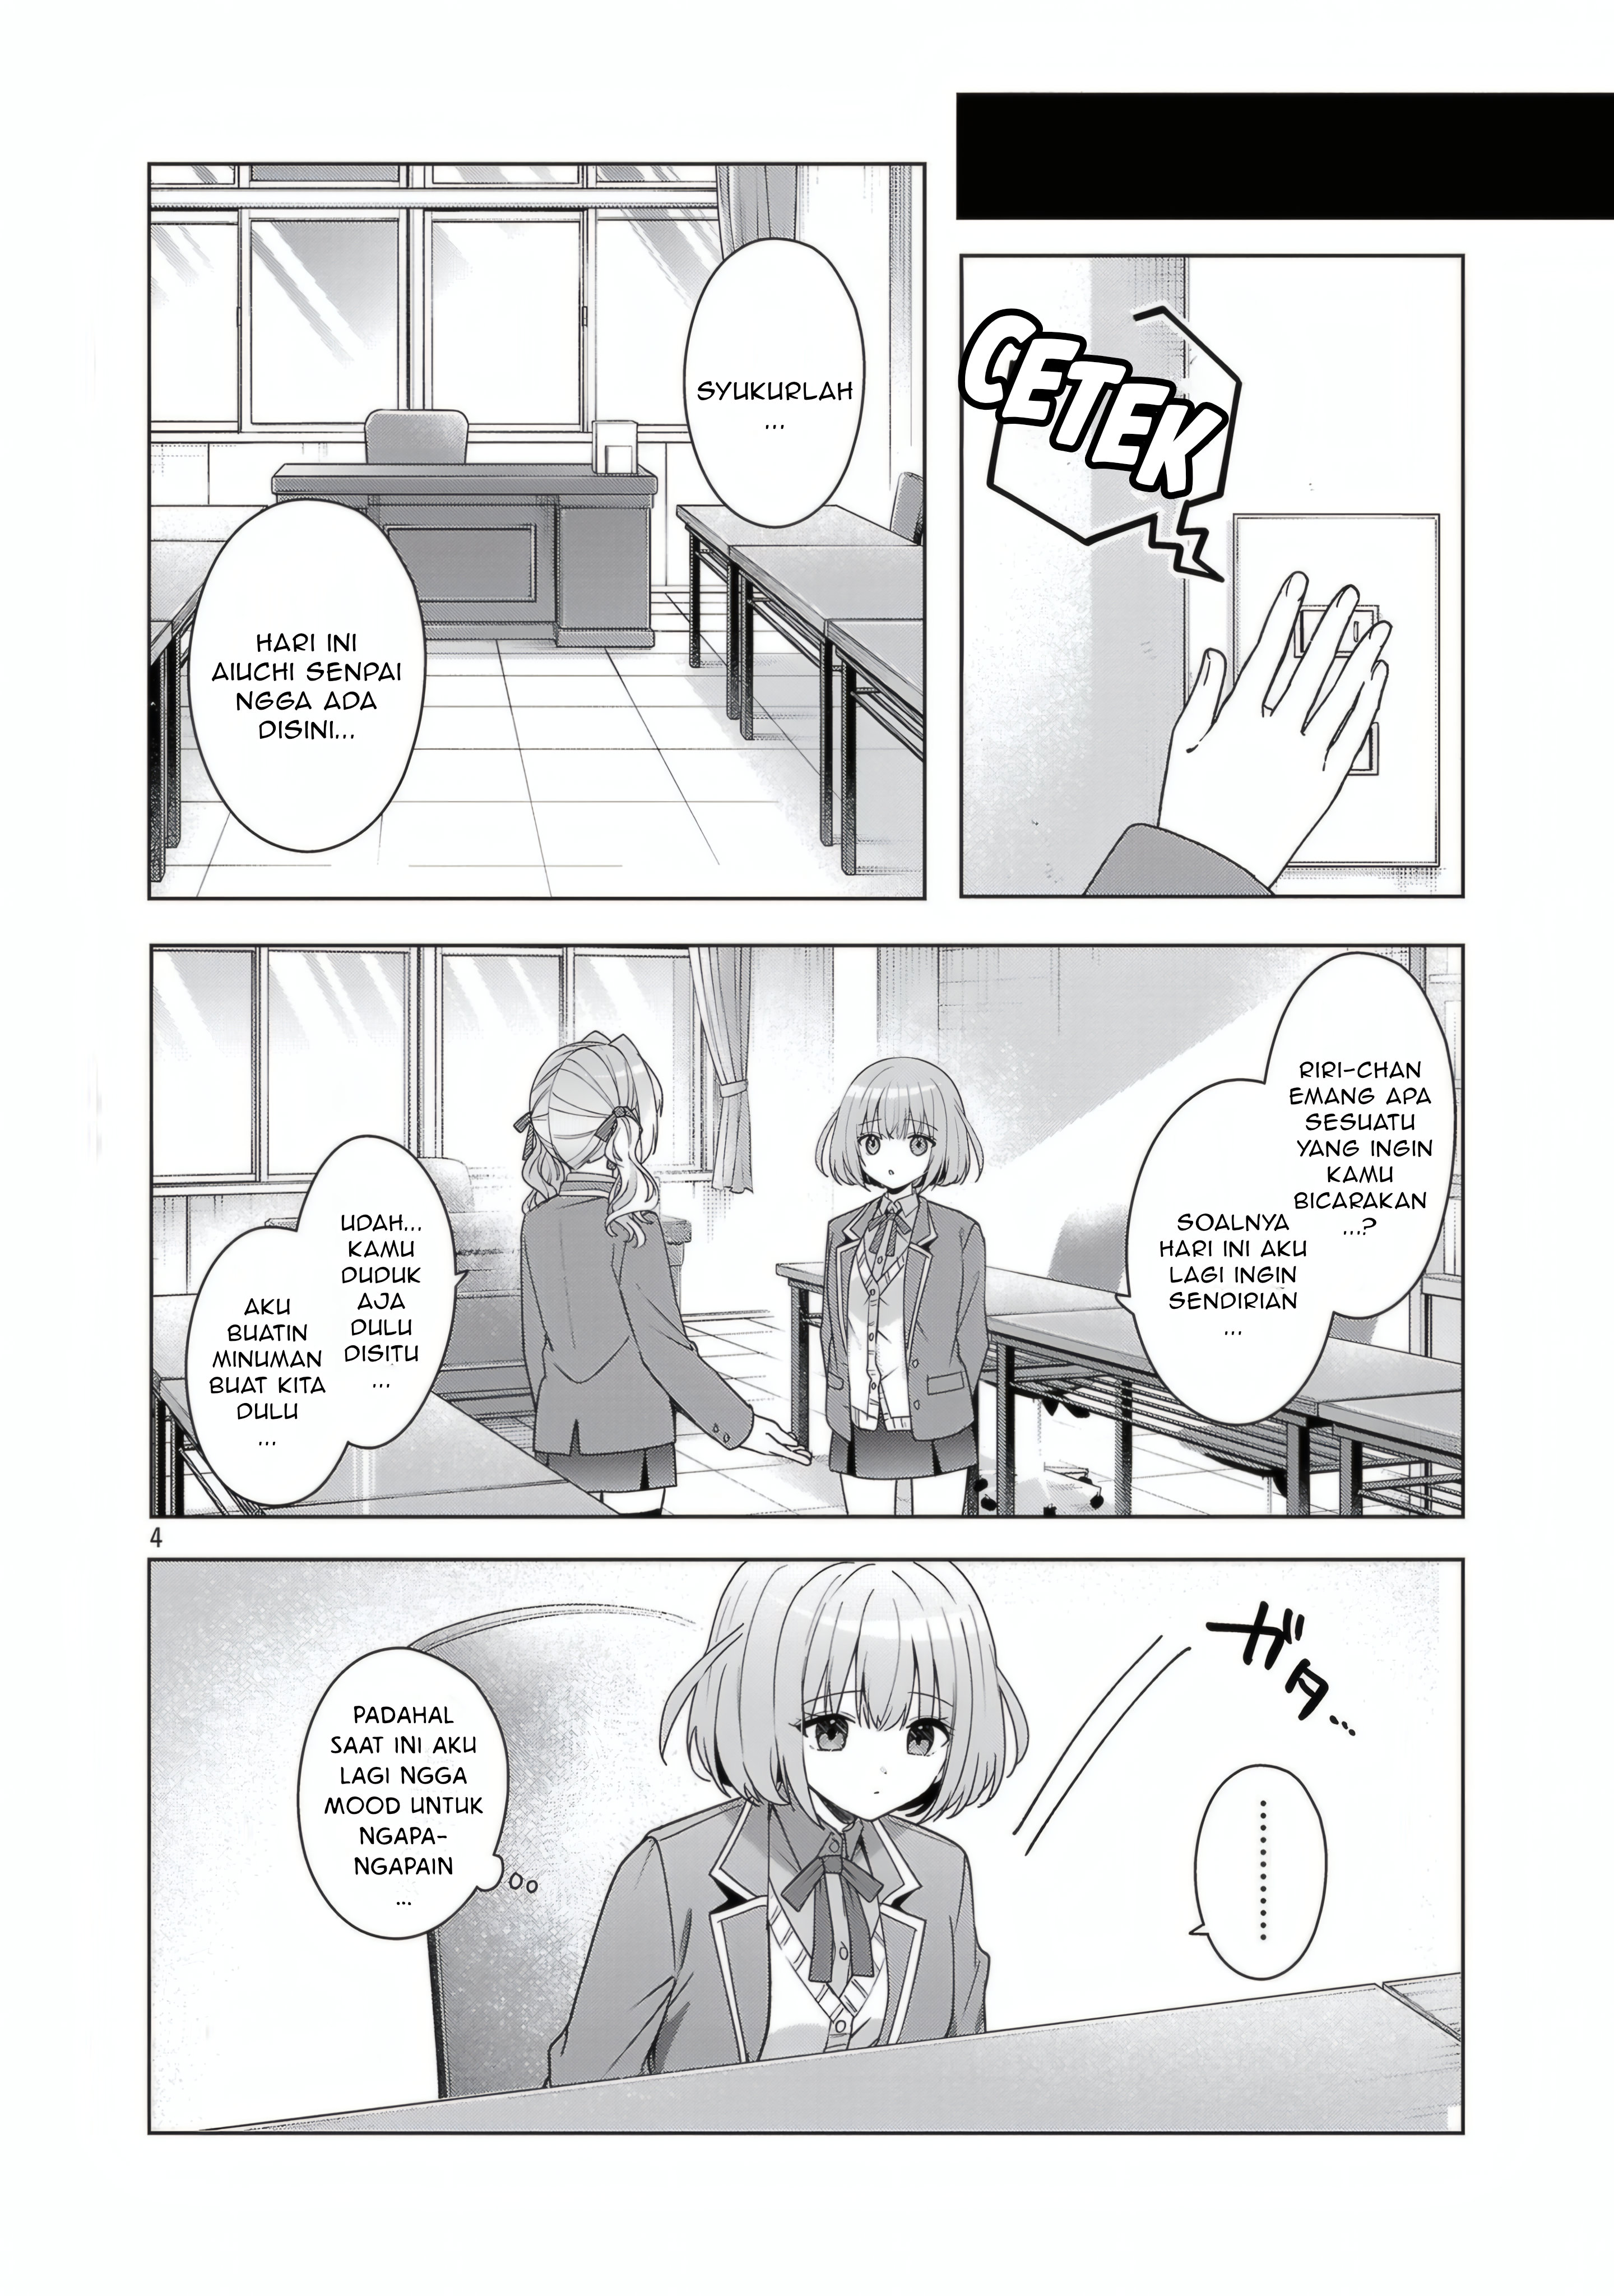 CETEK
SYUKURLAH
...
HARI INI
AIUCHI SENPAI
NGGA ADA
DISINI...
RIRI-CHAN
EMANG APA
SESUATU
YANG INGIN
KAMU
BICARAKAN
...?
SOALNYA
HARI INI AKU
LAGI INGIN
SENDIRIAN
...
UDAH...
KAMU
DUDUK
AJA
DULU
DISITU
...
AKU
BUATIN
MINUMAN
BUAT KITA
DULU
...
4
ガタ...
..........
PADAHAL
SAAT INI AKU
LAGI NGGA
MOOD UNTUK
NGAPA-
NGAPAIN
...